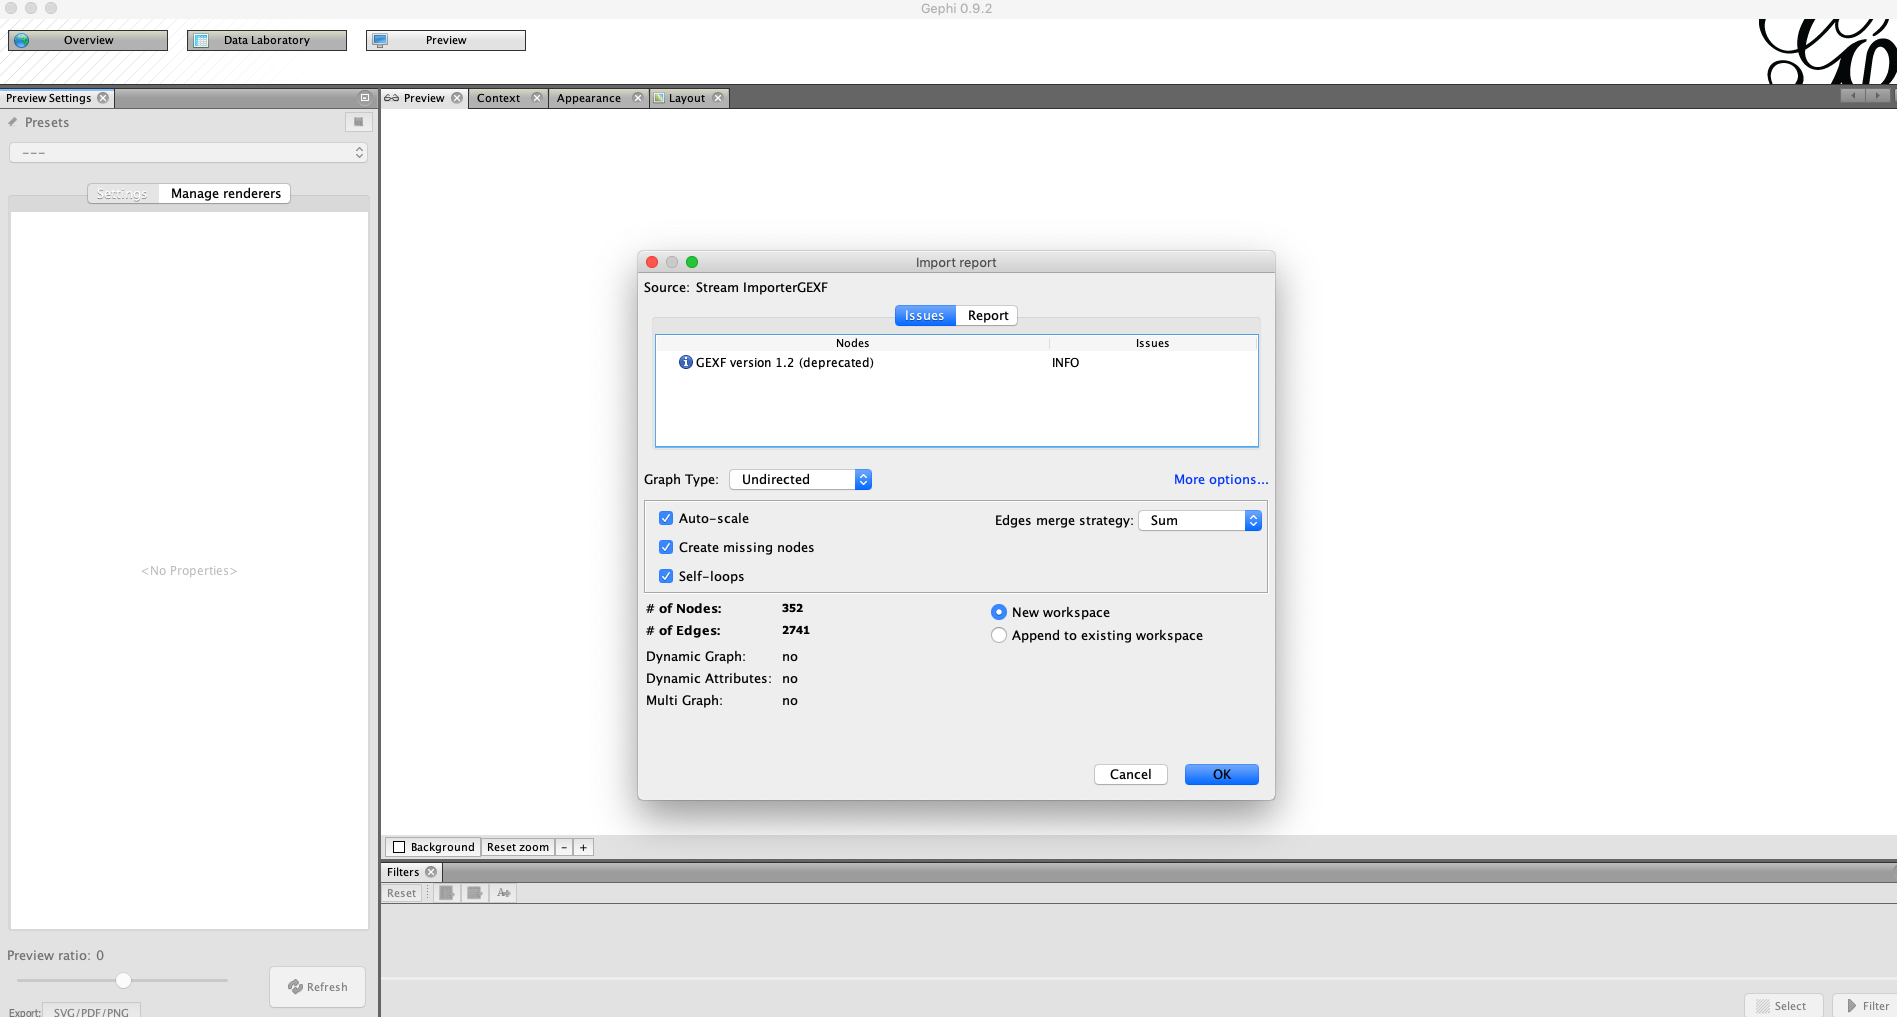 Gephi 0.9.2
Overview
Data Laboratory
Preview
Preview Settings
Preview
Context
Appearance
Layout
Presets
---
Settings
Manage renderers
<No Properties>
Import report
Source: Stream ImporterGEXF
Issues
Report
Nodes
Issues
GEXF version 1.2 (deprecated)
INFO
Graph Type:
Undirected
More options...
Auto-scale
Edges merge strategy:
Sum
Create missing nodes
Self-loops
# of Nodes: 352
New workspace
# of Edges: 2741
Append to existing workspace
Dynamic Graph: no
Dynamic Attributes: no
Multi Graph: no
Cancel
OK
Background
Reset zoom
-
+
Filters
Reset
Preview ratio: 0
Refresh
Export:
SVG/PDF/PNG
Select
Filter